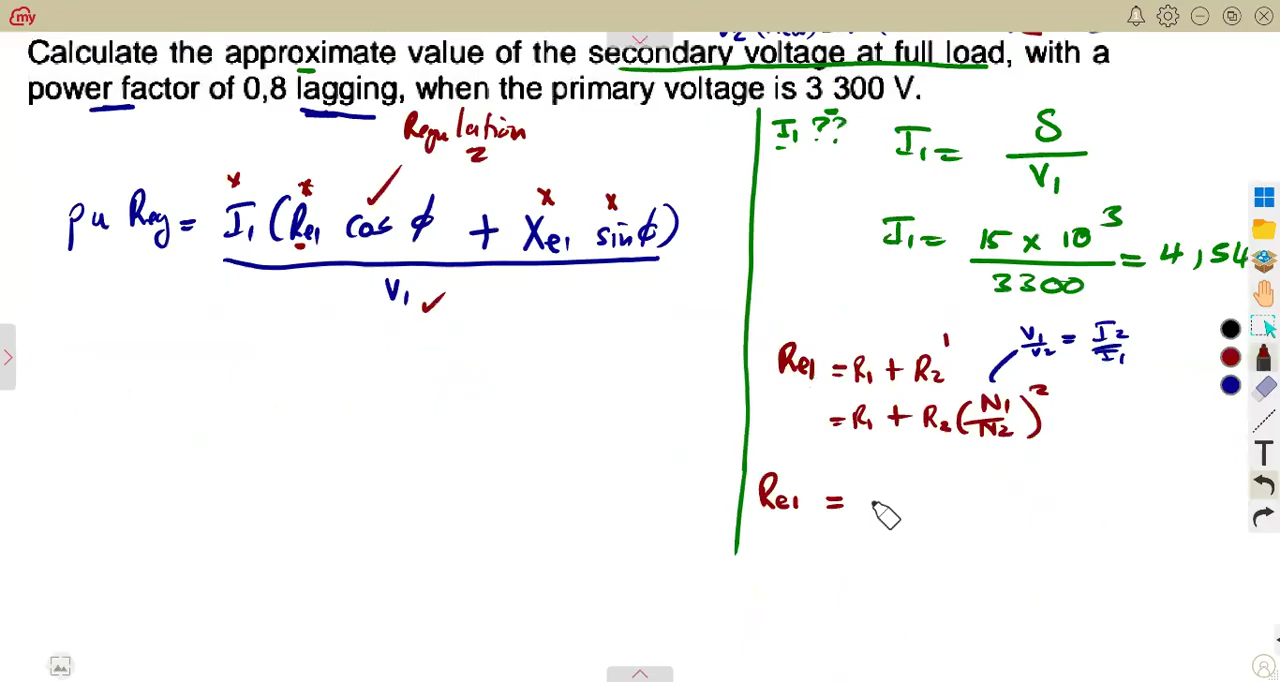 my
Calculate the approximate value of the secondary voltage at full load, with a
power factor of 0,8 lagging, when the primary voltage is 3 300 V.
Regulation
pu Reg = I₁ (Re1 cos ϕ + Xe1 sin ϕ)
V₁ ✓
I₁ ??
I₁ = S / V₁
I₁ = 15 x 10³ / 3300 = 4,54
V₁/V₂ = I₂/I₁
Re1 = R₁ + R₂'
= R₁ + R₂ (N₁/N₂)²
Re1 =